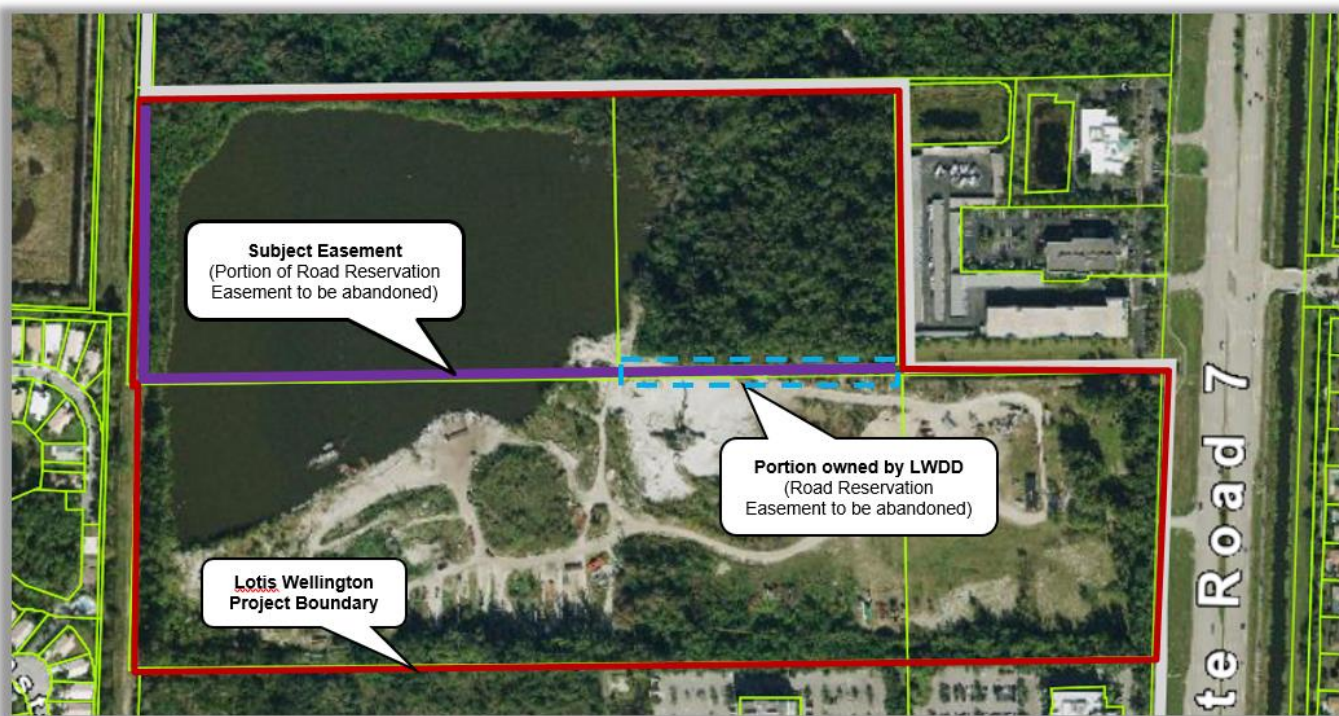 Subject Easement
(Portion of Road Reservation
Easement to be abandoned)
Portion owned by LWDD
(Road Reservation
Easement to be abandoned)
Lotis Wellington
Project Boundary
te Road 7
st